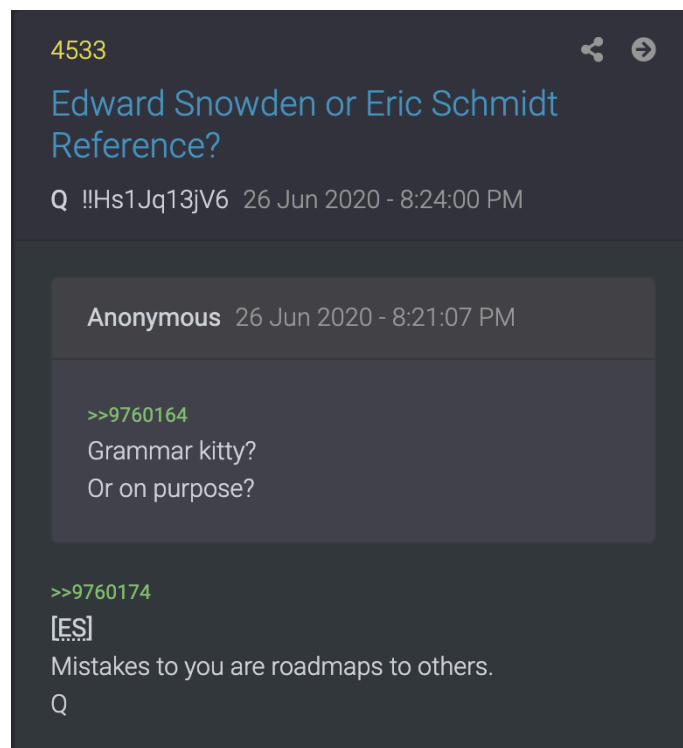 4533
Edward Snowden or Eric Schmidt
Reference?
Q !!Hs1Jq13jV6 26 Jun 2020 - 8:24:00 PM
Anonymous 26 Jun 2020 - 8:21:07 PM
>>9760164
Grammar kitty?
Or on purpose?
>>9760174
[ES]
Mistakes to you are roadmaps to others.
Q